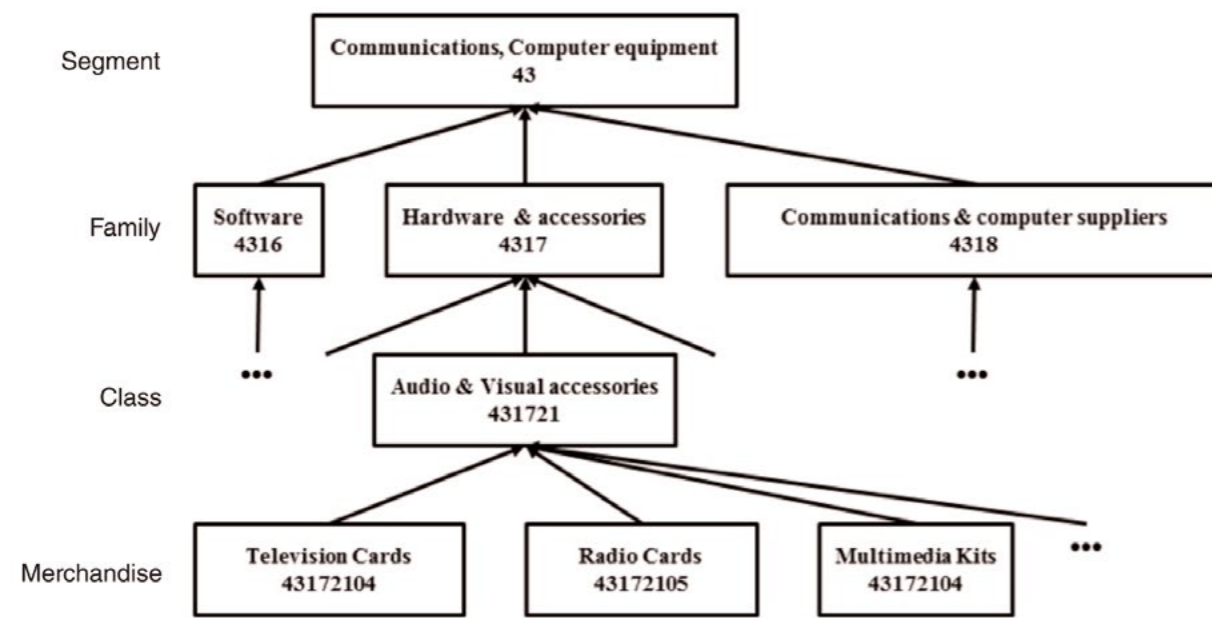 Segment
Communications, Computer equipment
43
Family
Software
4316
Hardware & accessories
4317
Communications & computer suppliers
4318
•••
•••
Class
Audio & Visual accessories
431721
Merchandise
Television Cards
43172104
Radio Cards
43172105
Multimedia Kits
43172104
•••